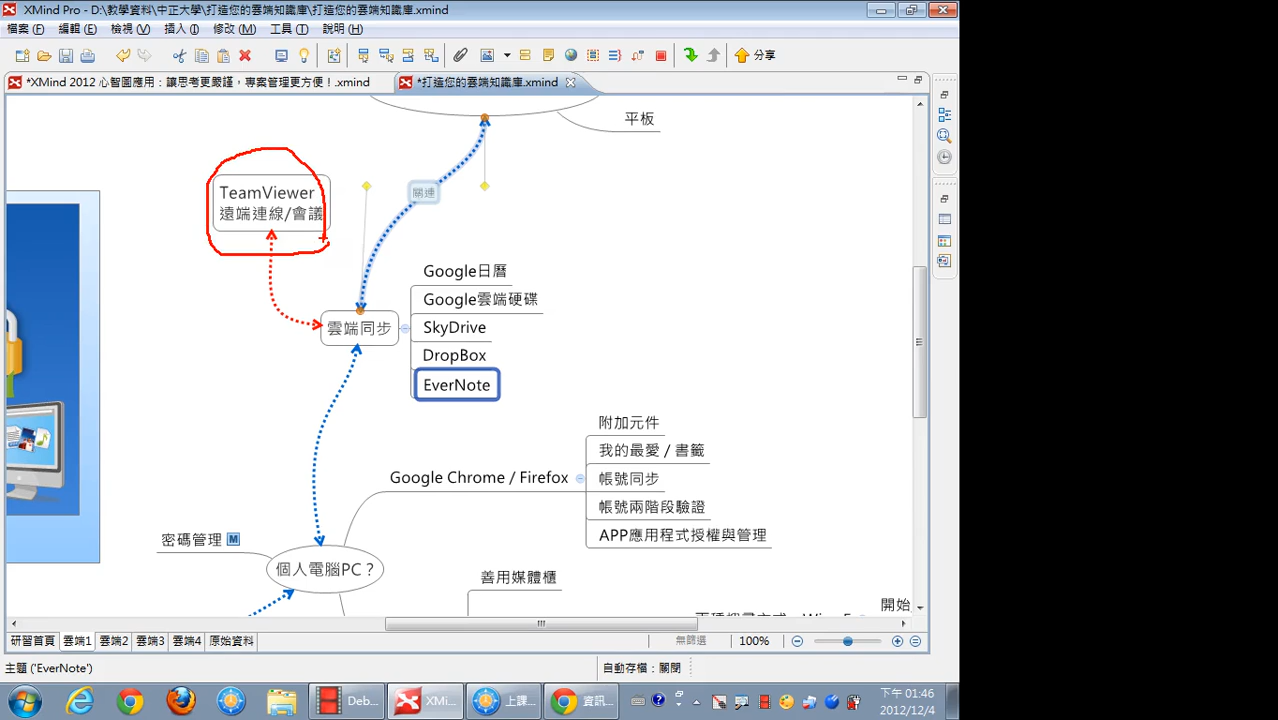 XMind Pro - D:\教學資料\中正大學\打造您的雲端知識庫\打造您的雲端知識庫.xmind
檔案(F) 編輯(E) 檢視(V) 插入(I) 修改(M) 工具(T) 說明(H)
分享
*XMind 2012 心智圖應用：讓思考更嚴謹，專案管理更方便！.xmind
*打造您的雲端知識庫.xmind
平板
TeamViewer
遠端連線/會議
關連
Google日曆
Google雲端硬碟
雲端同步
SkyDrive
DropBox
EverNote
附加元件
我的最愛 / 書籤
Google Chrome / Firefox
帳號同步
帳號兩階段驗證
APP應用程式授權與管理
密碼管理 M
個人電腦PC？
善用媒體櫃
開始
研習首頁 雲端1 雲端2 雲端3 雲端4 原始資料
無篩選 100%
主題 ('EverNote')
自動存檔：關閉
Deb...
XMi...
上課...
資訊...
下午 01:46
2012/12/4